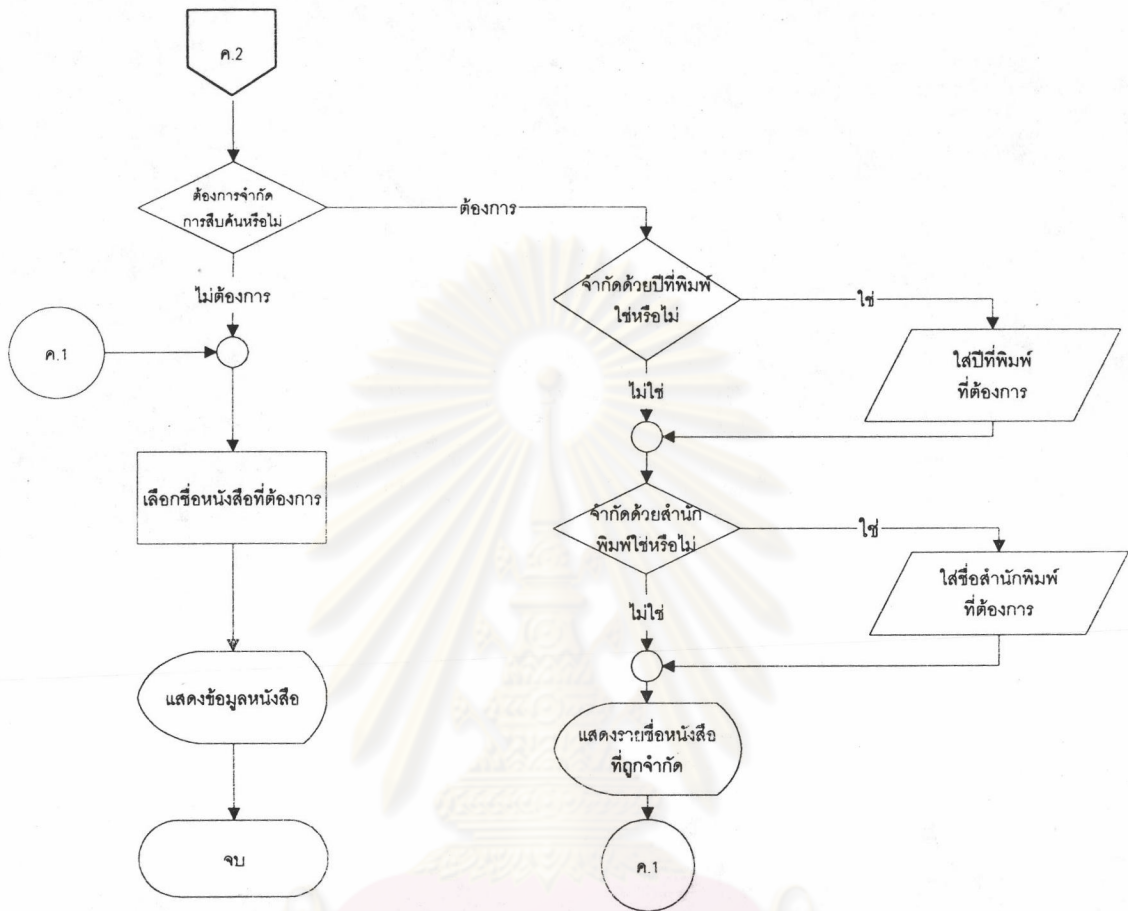 ค.2
ต้องการจำกัด
การสืบค้นหรือไม่
ต้องการ
ไม่ต้องการ
ค.1
เลือกชื่อหนังสือที่ต้องการ
แสดงข้อมูลหนังสือ
จบ
จำกัดด้วยปีที่พิมพ์
ใช่หรือไม่
ใช่
ใส่ปีที่พิมพ์
ที่ต้องการ
ไม่ใช่
จำกัดด้วยสำนัก
พิมพ์ใช่หรือไม่
ใช่
ใส่ชื่อสำนักพิมพ์
ที่ต้องการ
ไม่ใช่
แสดงรายชื่อหนังสือ
ที่ถูกจำกัด
ค.1